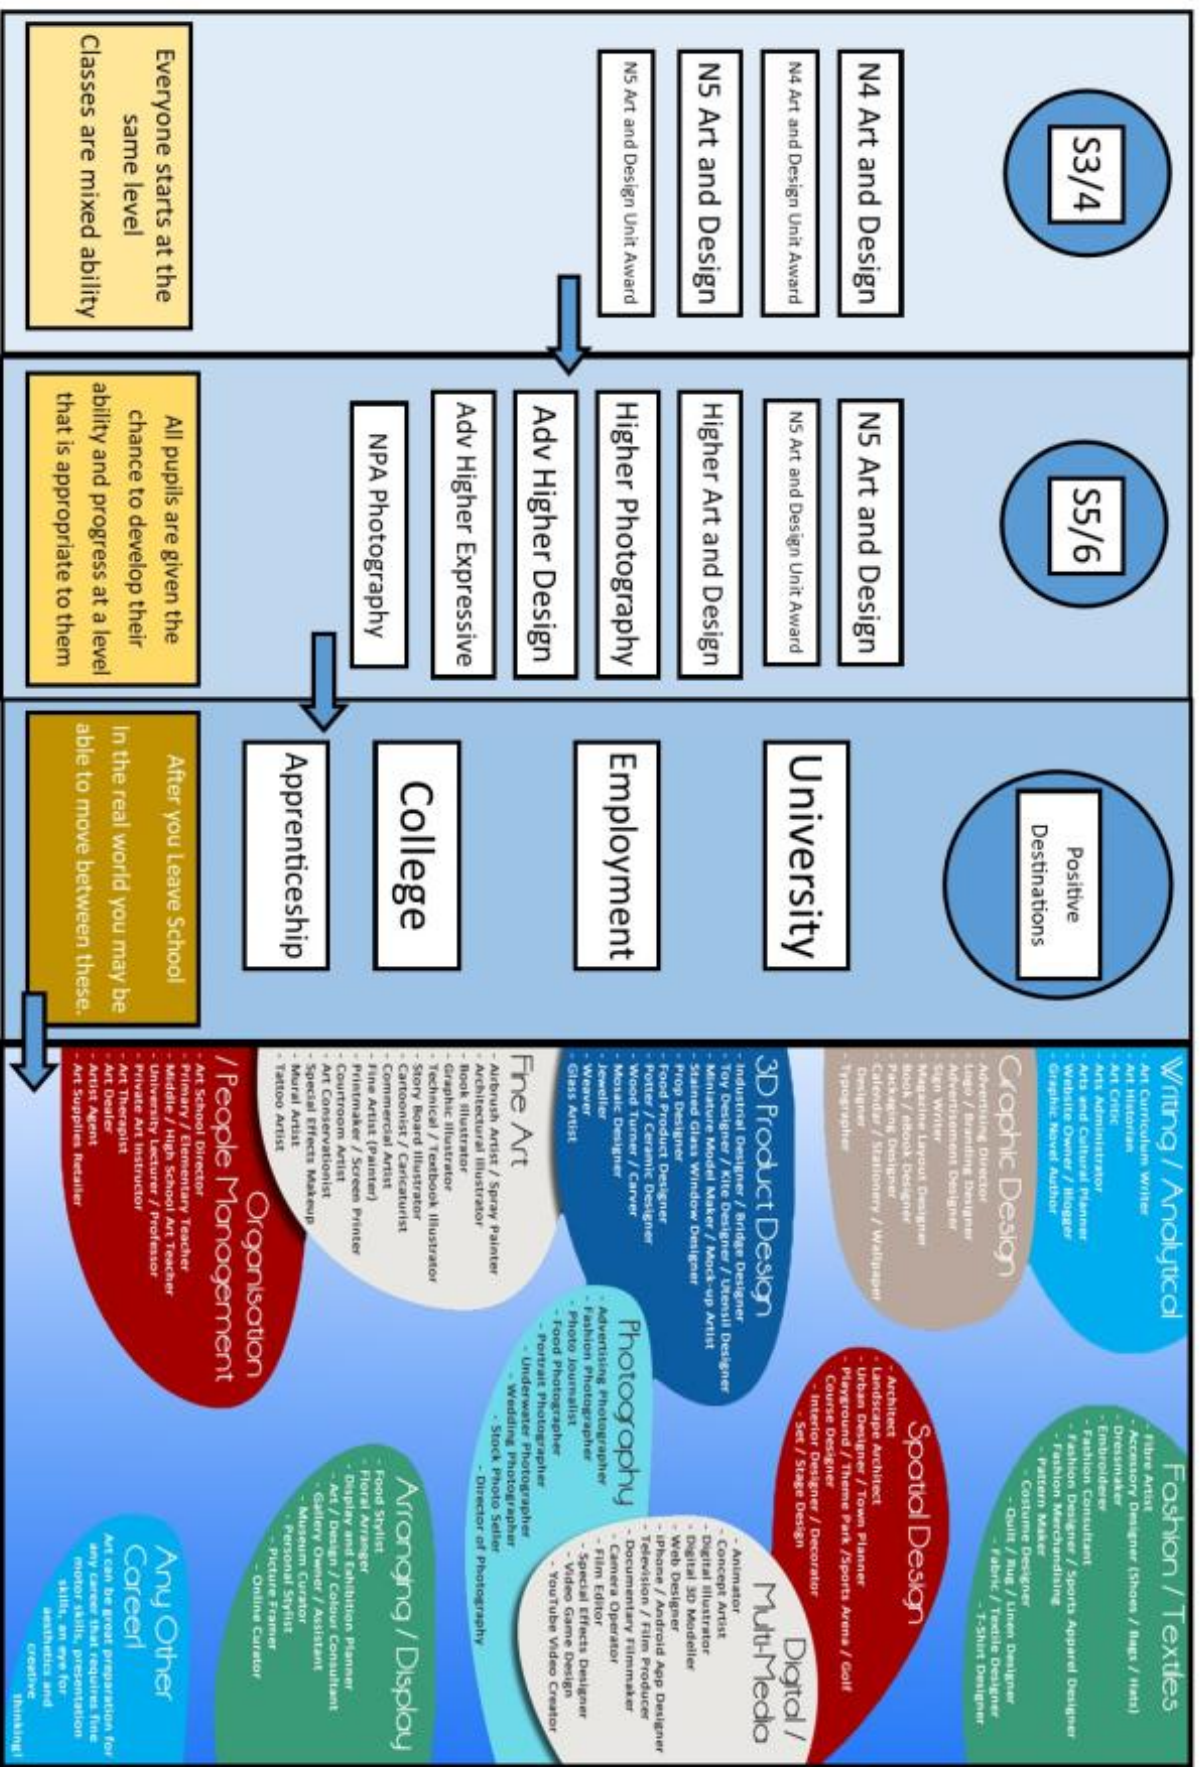 S3/4
N4 Art and Design
N4 Art and Design Unit Award
N5 Art and Design
N5 Art and Design Unit Award
Everyone starts at the
same level
Classes are mixed ability
S5/6
N5 Art and Design
N5 Art and Design Unit Award
Higher Art and Design
Higher Photography
Adv Higher Design
Adv Higher Expressive
NPA Photography
All pupils are given the
chance to develop their
ability and progress at a level
that is appropriate to them
Positive
Destinations
University
Employment
College
Apprenticeship
After you Leave School
In the real world you may be
able to move between these.
Writing / Analytical
- Art Curriculum Writer
- Art Historian
- Art Critic
- Arts Administrator
- Arts and Cultural Planner
- Website Owner / Blogger
- Graphic Novel Author
Fashion / Textiles
- Fibre Artist
- Accessory Designer (Shoes / Bags / Hats)
- Dressmaker
- Embroiderer
- Fashion Consultant
- Fashion Designer / Sports Apparel Designer
- Fashion Merchandising
- Pattern Maker
- Costume Designer
- Quilt / Rug / Linen Designer
- Fabric / Textile Designer
- T-Shirt Designer
Graphic Design
- Advertising Director
- Logo / Branding Designer
- Advertisments Designer
- Sign Writer
- Magazine Layout Designer
- Book / eBook Designer
- Packaging Designer
- Calendar / Stationery / Wallpaper
Designer
- Typographer
Spatial Design
- Architect
- Landscape Architect
- Urban Designer / Town Planner
- Playground / Theme Park /Sports Arena / Golf
Course Designer
- Interior Designer / Decorator
- Set / Stage Design
3D Product Design
- Industrial Designer / Bridge Designer
- Toy Designer / Kite Designer / Utensil Designer
- Miniature Model Maker / Mock-up Artist
- Stained Glass Window Designer
- Prop Designer
- Food Product Designer
- Potter / Ceramic Designer
- Wood Turner / Carver
- Mosaic Designer
- Jeweller
- Weaver
- Glass Artist
Digital /
Multi-Media
- Animator
- Concept Artist
- Digital Illustrator
- Digital 3D Modeller
- Web Designer
- iPhone / Android App Designer
- Television / Film Producer
- Documentary Filmmaker
- Camera Operator
- Film Editor
- Special Effects Designer
- Video Game Design
- YouTube Video Creator
Photography
- Advertising Photographer
- Fashion Photographer
- Photo Journalist
- Food Photographer
- Portrait Photographer
- Underwater Photographer
- Wedding Photographer
- Stock Photo Seller
- Director of Photography
Fine Art
- Airbrush Artist / Spray Painter
- Architectural Illustrator
- Book Illustrator
- Graphic Illustrator
- Technical / Textbook Illustrator
- Story Board Illustrator
- Cartoonist / Caricaturist
- Commercial Artist
- Fine Artist (Painter)
- Printmaker / Screen Printer
- Courtroom Artist
- Art Conservationist
- Special Effects Makeup
- Mural Artist
- Tattoo Artist
Arranging / Display
- Food Stylist
- Floral Arranger
- Display and Exhibition Planner
- Art / Design / Colour Consultant
- Gallery Owner / Assistant
- Museum Curator
- Personal Stylist
- Picture Framer
- Online Curator
Organisation
/ People Management
- Art School Director
- Primary / Elementary Teacher
- Middle / High School Art Teacher
- University Lecturer / Professor
- Private Art Instructor
- Art Therapist
- Art Dealer
- Artist Agent
- Art Supplies Retailer
Any Other
Career!
Art can be great preparation for
any career that requires fine
motor skills, presentation
skills, an eye for
aesthetics and
creative
thinking!